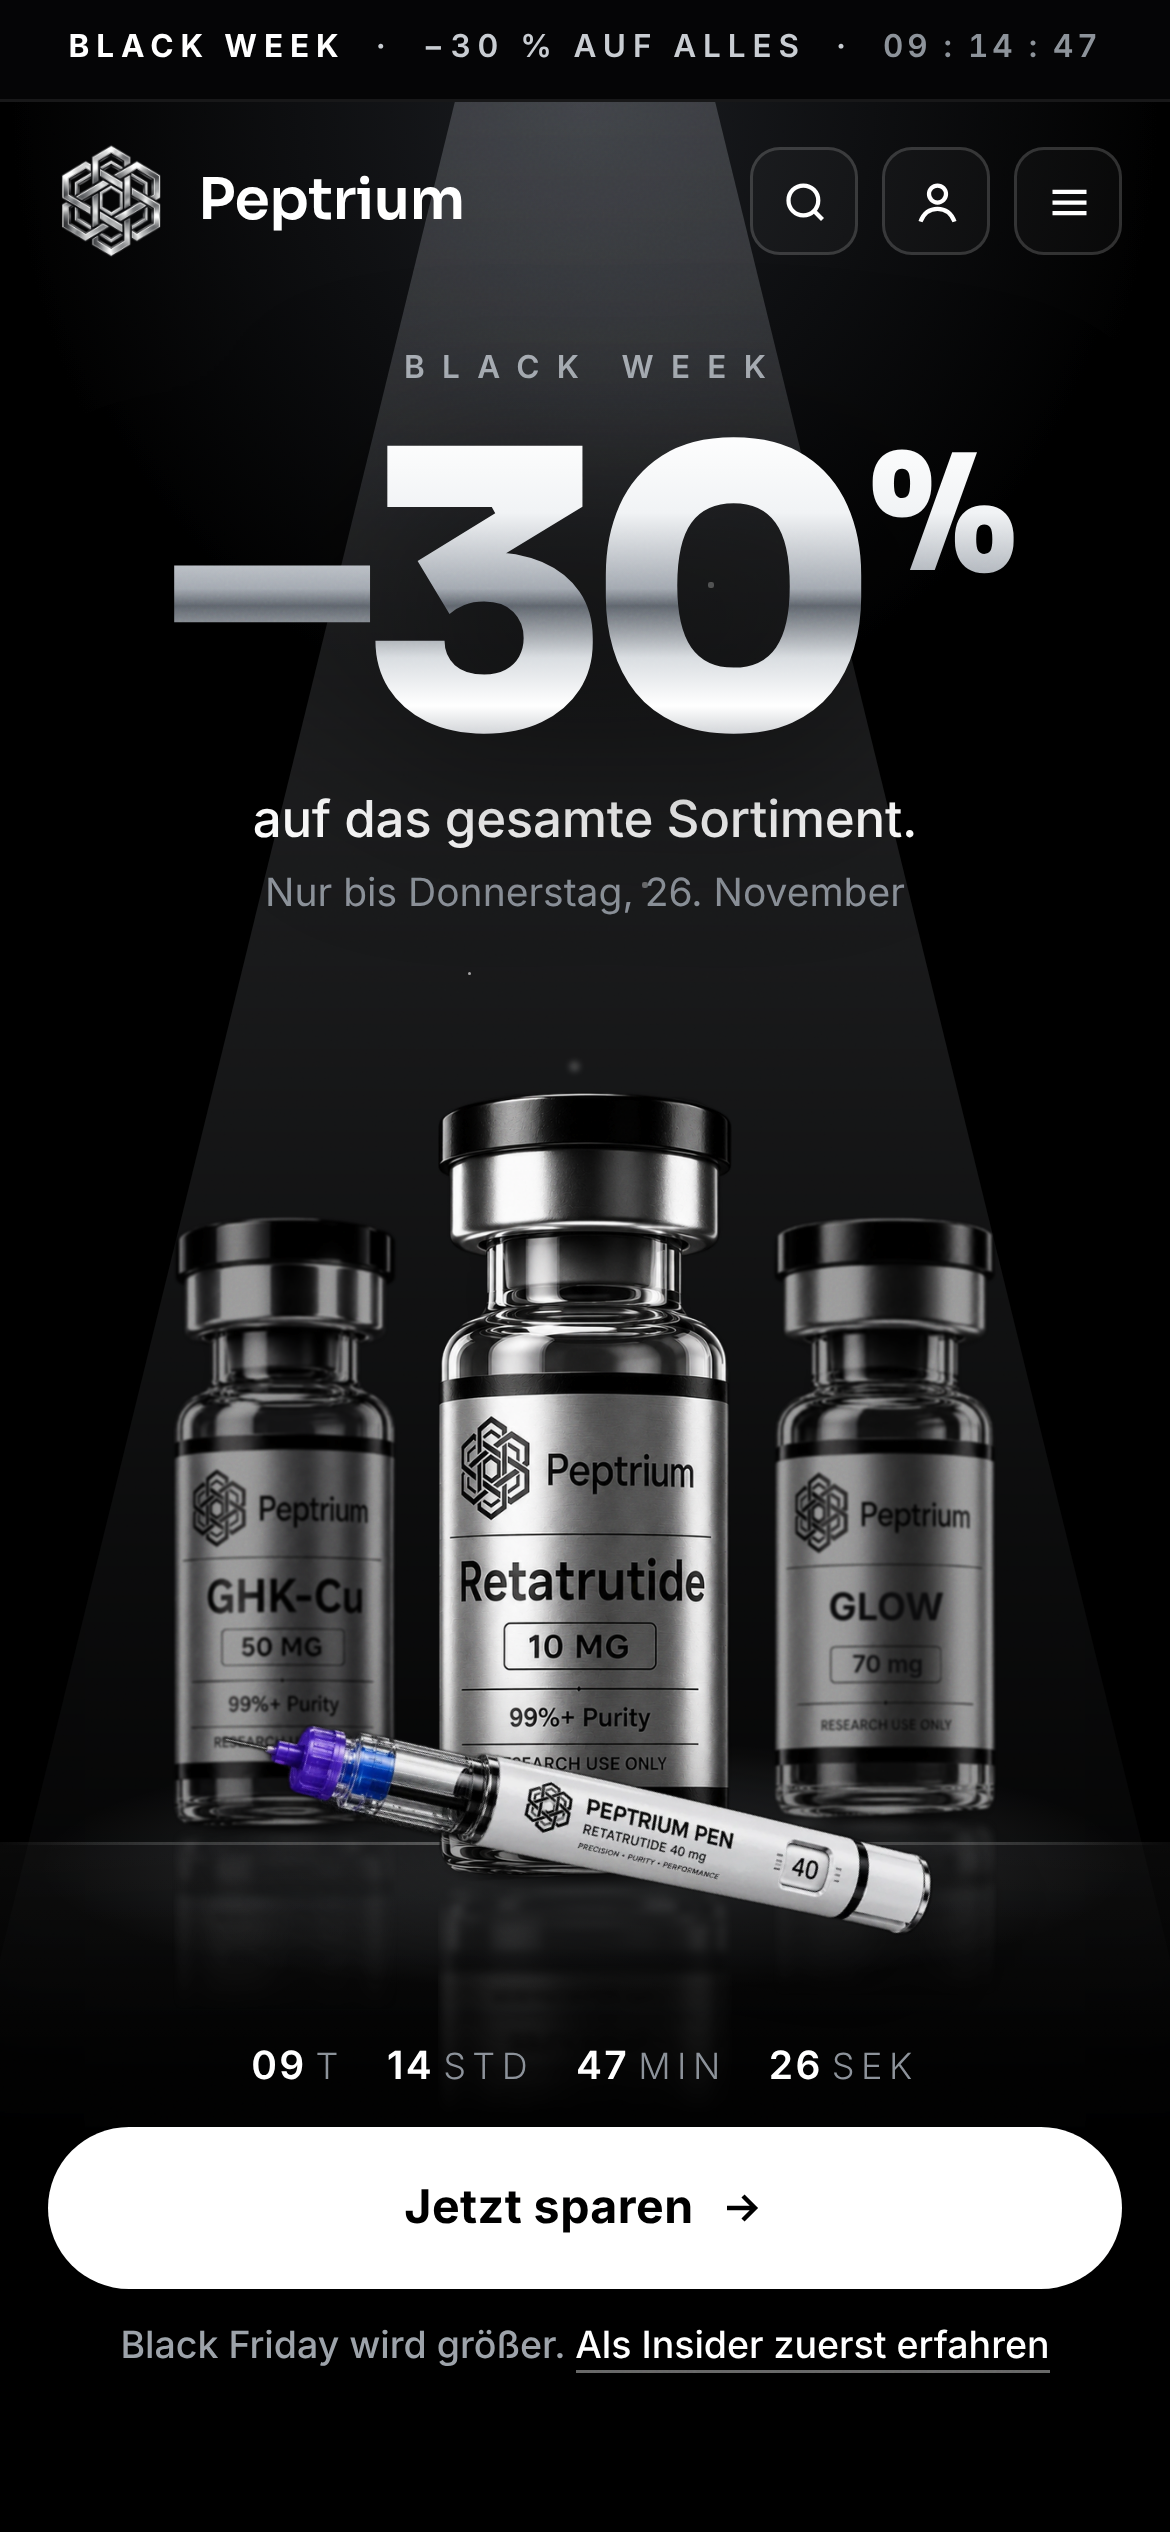 BLACK WEEK · –30 % AUF ALLES · 09 : 14 : 47
Peptrium
BLACK WEEK
–30%
auf das gesamte Sortiment.
Nur bis Donnerstag, 26. November
Peptrium
GHK-Cu
50 MG
99%+ Purity
Peptrium
Retatrutide
10 MG
99%+ Purity
USE ONLY
Peptrium
GLOW
70 mg
RESEARCH USE ONLY
PEPTRIUM PEN
RETATRUTIDE 40 mg
PRECISION • PURITY • PERFORMANCE
40
09 T 14 STD 47 MIN 26 SEK
Jetzt sparen →
Black Friday wird größer. Als Insider zuerst erfahren